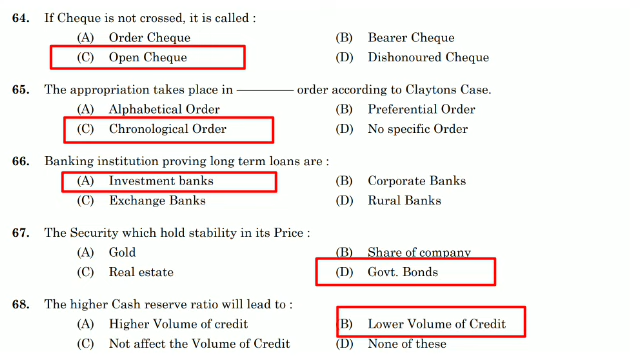 64. If Cheque is not crossed, it is called :
(A) Order Cheque (B) Bearer Cheque
(C) Open Cheque (D) Dishonoured Cheque
65. The appropriation takes place in ———— order according to Claytons Case.
(A) Alphabetical Order (B) Preferential Order
(C) Chronological Order (D) No specific Order
66. Banking institution proving long term loans are :
(A) Investment banks (B) Corporate Banks
(C) Exchange Banks (D) Rural Banks
67. The Security which hold stability in its Price :
(A) Gold (B) Share of company
(C) Real estate (D) Govt. Bonds
68. The higher Cash reserve ratio will lead to :
(A) Higher Volume of credit (B) Lower Volume of Credit
(C) Not affect the Volume of Credit (D) None of these